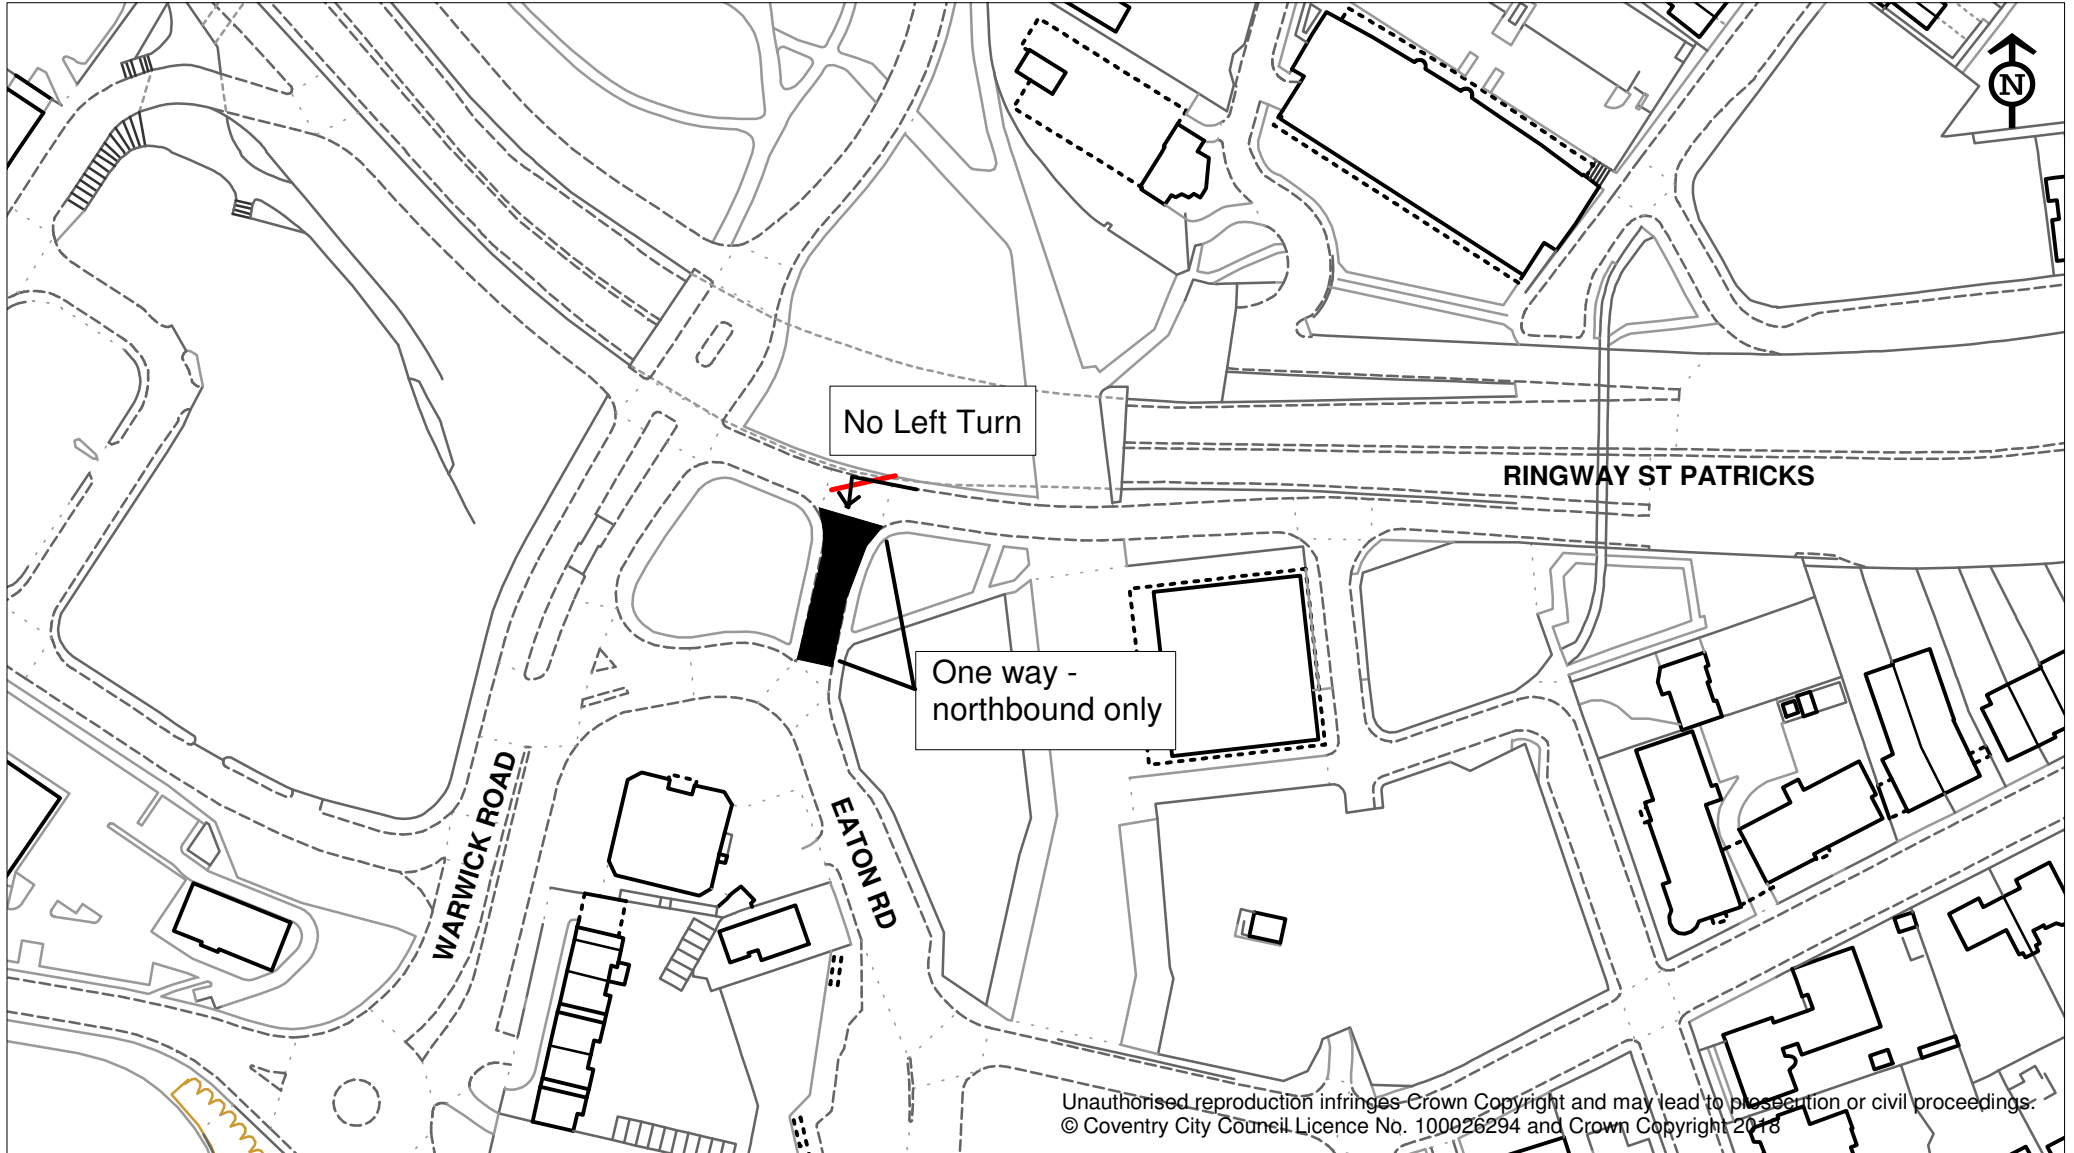 N
No Left Turn
RINGWAY ST PATRICKS
One way -
northbound only
WARWICK ROAD
EATON RD
Unauthorised reproduction infringes Crown Copyright and may lead to prosecution or civil proceedings.
© Coventry City Council Licence No. 100026294 and Crown Copyright 2018